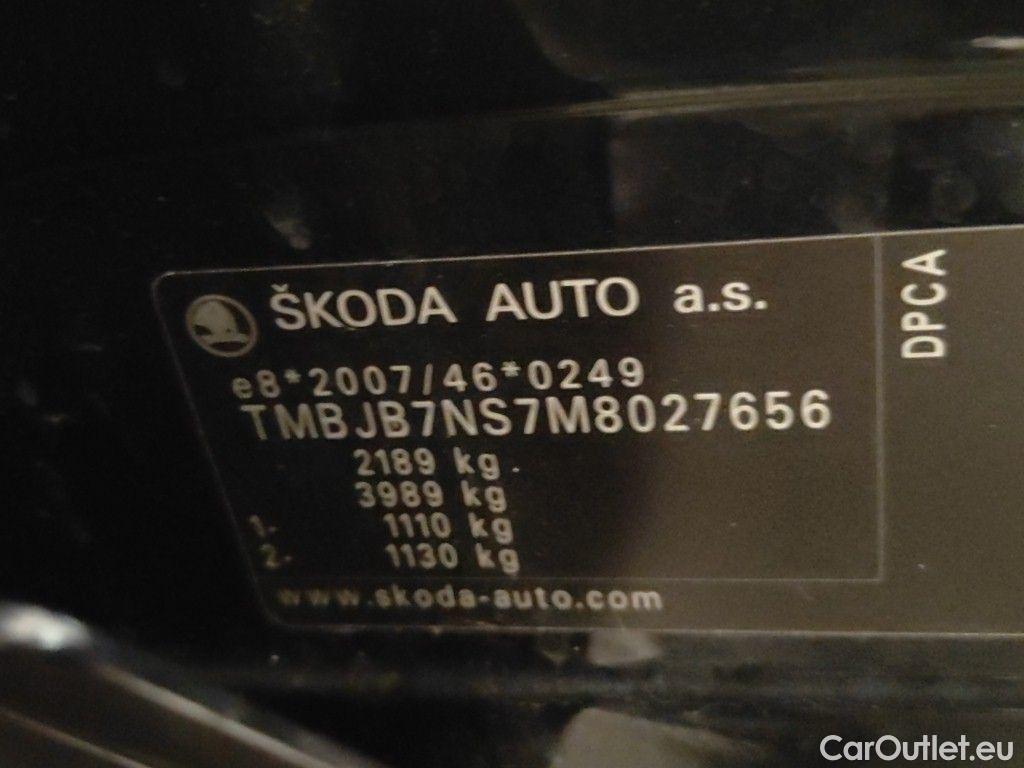 ŠKODA AUTO a.s.
e8*2007/46*0249
TMBJB7NS7M8027656
2189 kg
3989 kg
1- 1110 kg
2- 1130 kg
www.skoda-auto.com
DPCA
CarOutlet.eu